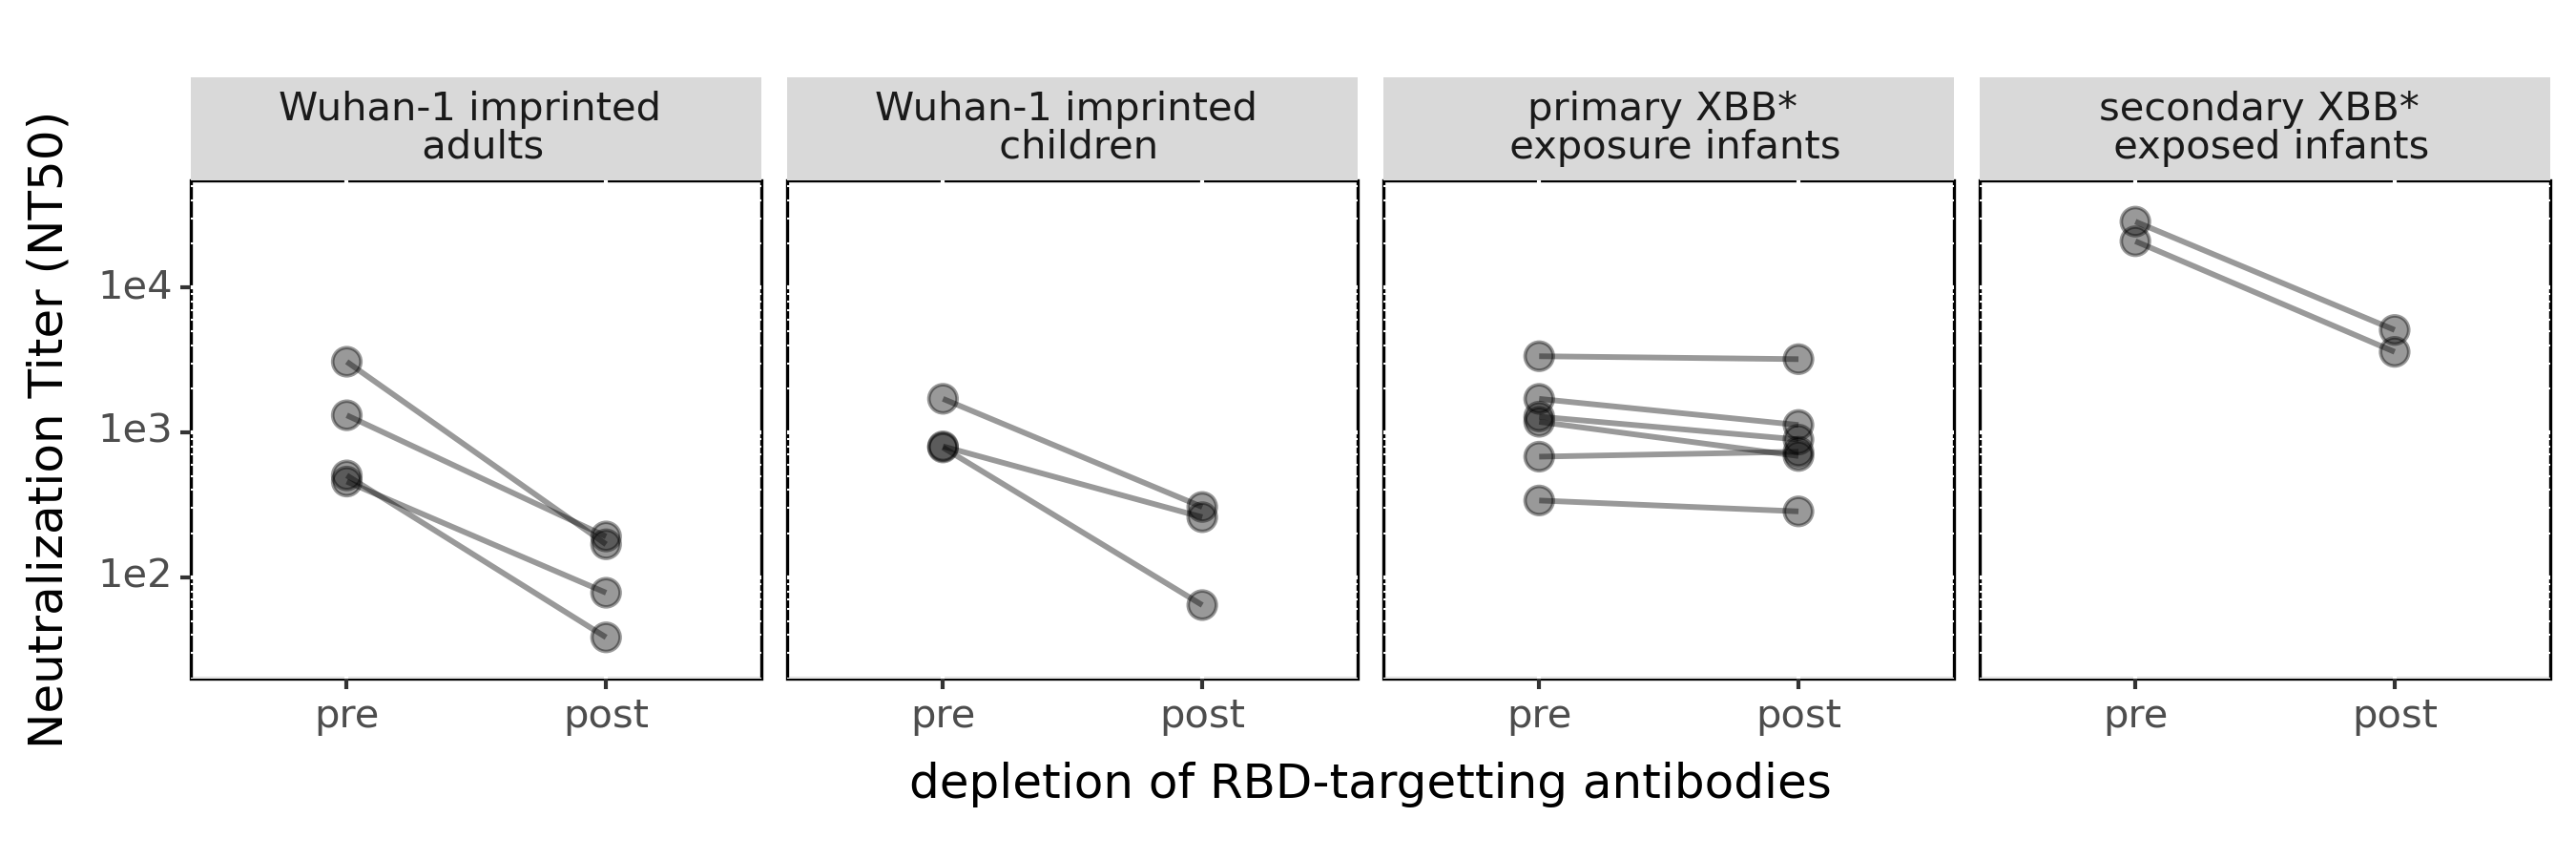 Wuhan-1 imprinted
adults
Wuhan-1 imprinted
children
primary XBB*
exposure infants
secondary XBB*
exposed infants
Neutralization Titer (NT50)
1e4
1e3
1e2
pre
post
pre
post
pre
post
pre
post
depletion of RBD-targetting antibodies